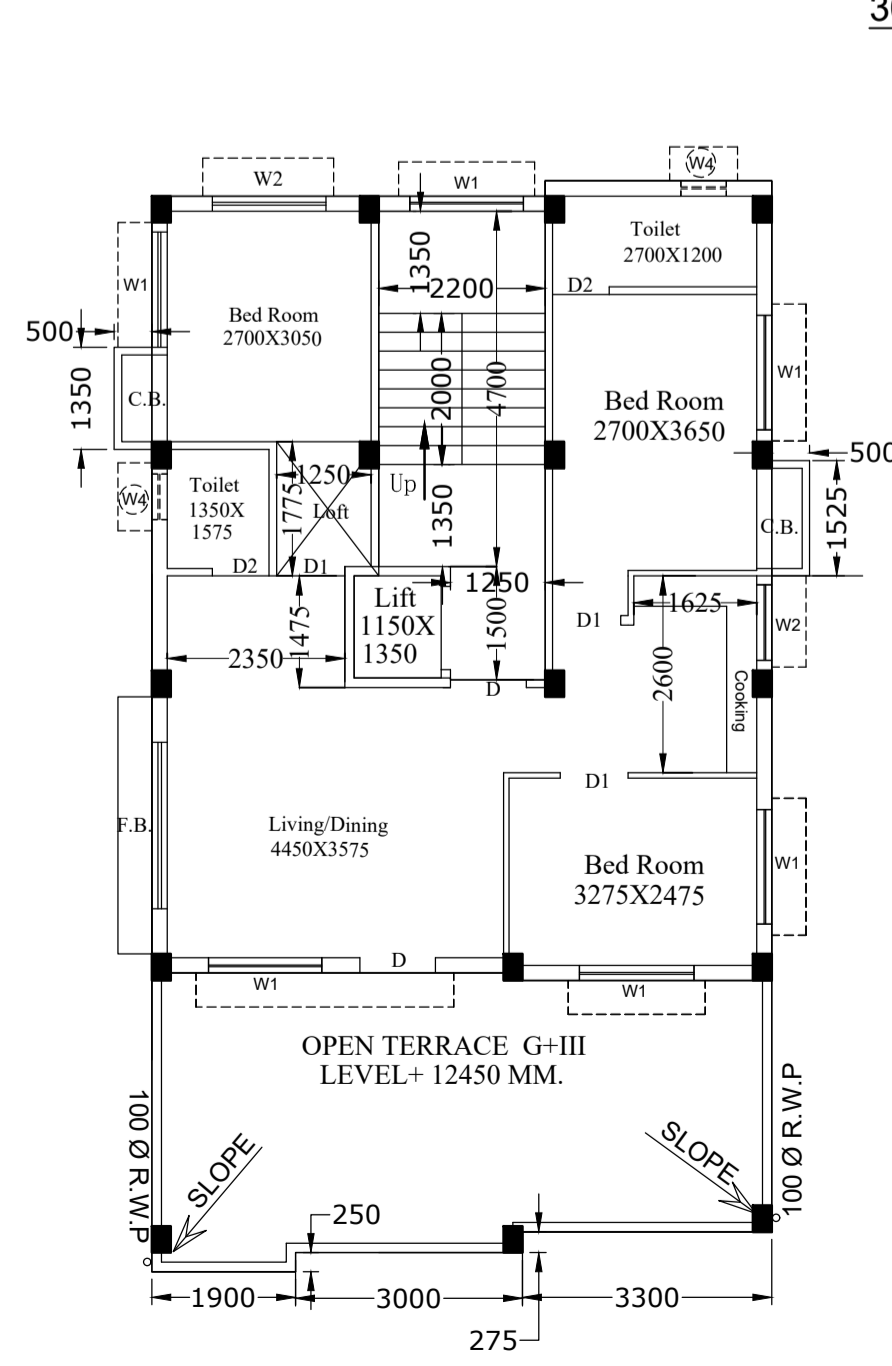 W4
W2
W1
Toilet
2700X1200
D2
W1
1350
2200
Bed Room
2700X3050
500
W1
1350
C.B.
2000
4700
Bed Room
2700X3650
500
1525
C.B.
W4
Toilet
1350X
1575
1250
1775
Loft
Up
1350
D2
D1
1250
Lift
1150X
1350
1475
1500
2350
D
D1
1625
W2
2600
Cooking
D1
F.B.
Living/Dining
4450X3575
Bed Room
3275X2475
W1
D
W1
W1
OPEN TERRACE G+III
LEVEL+ 12450 MM.
100 Ø R.W.P
SLOPE
SLOPE
100 Ø R.W.P
250
1900
3000
3300
275